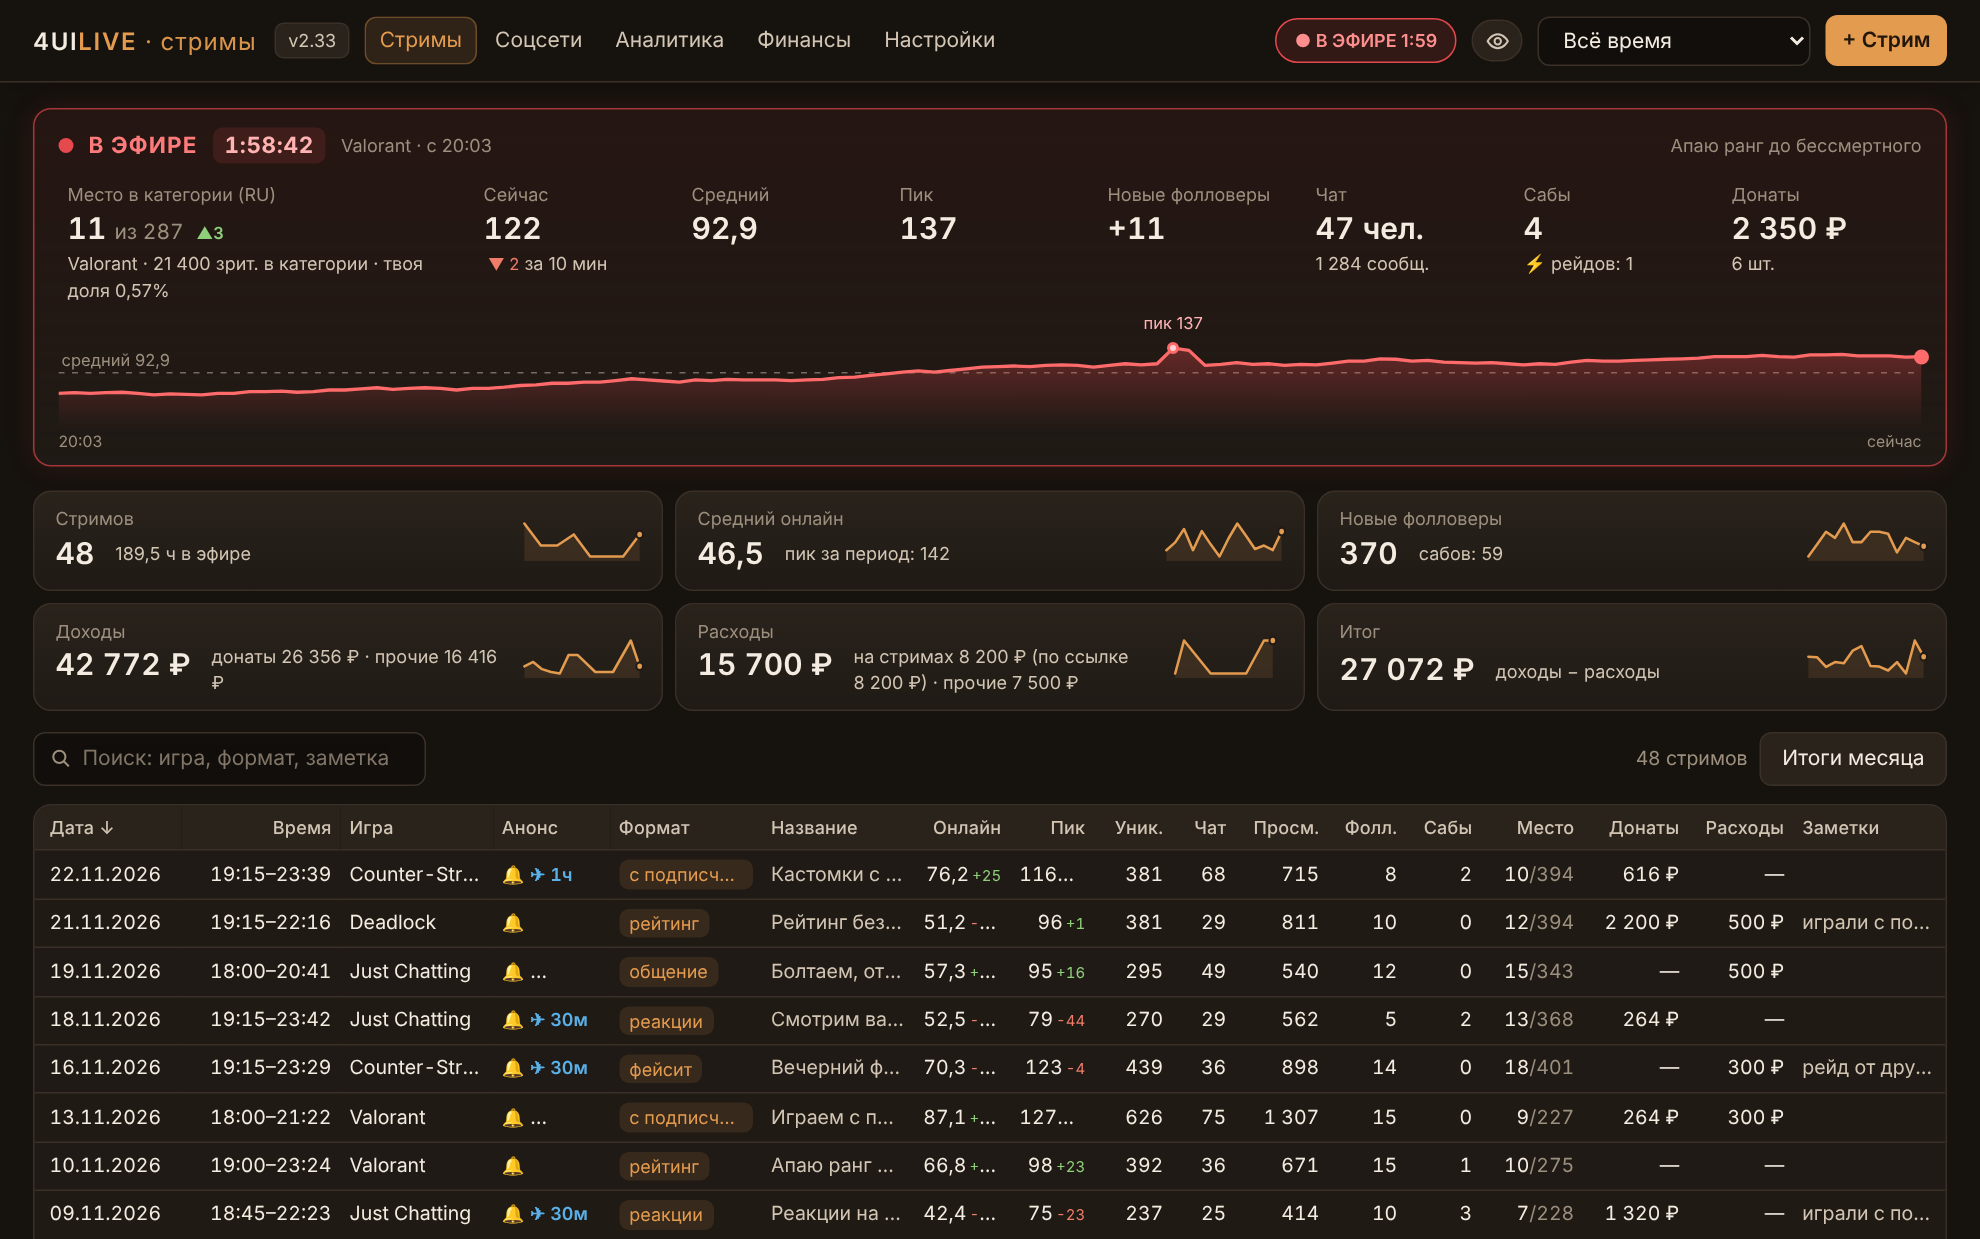 4UILIVE · стримы v2.33 Стримы Соцсети Аналитика Финансы Настройки В ЭФИРЕ 1:59 Всё время + Стрим
В ЭФИРЕ 1:58:42 Valorant · с 20:03 Апаю ранг до бессмертного
Место в категории (RU) Сейчас Средний Пик Новые фолловеры Чат Сабы Донаты
11 из 287 ▲3 122 92,9 137 +11 47 чел. 4 2 350 ₽
Valorant · 21 400 зрит. в категории · твоя ▼ 2 за 10 мин 1 284 сообщ. ⚡ рейдов: 1 6 шт.
доля 0,57%
пик 137
средний 92,9
20:03 сейчас
Стримов Средний онлайн Новые фолловеры
48 189,5 ч в эфире 46,5 пик за период: 142 370 сабов: 59
Доходы Расходы Итог
42 772 ₽ донаты 26 356 ₽ · прочие 16 416 15 700 ₽ на стримах 8 200 ₽ (по ссылке 27 072 ₽ доходы − расходы
₽ 8 200 ₽) · прочие 7 500 ₽
Поиск: игра, формат, заметка 48 стримов Итоги месяца
Дата ↓ Время Игра Анонс Формат Название Онлайн Пик Уник. Чат Просм. Фолл. Сабы Место Донаты Расходы Заметки
22.11.2026 19:15–23:39 Counter-Str... 🔔 ✈ 1ч с подписч... Кастомки с ... 76,2 +25 116... 381 68 715 8 2 10/394 616 ₽ —
21.11.2026 19:15–22:16 Deadlock 🔔 рейтинг Рейтинг без... 51,2 -... 96 +1 381 29 811 10 0 12/394 2 200 ₽ 500 ₽ играли с по...
19.11.2026 18:00–20:41 Just Chatting 🔔 ... общение Болтаем, от... 57,3 +... 95 +16 295 49 540 12 0 15/343 — 500 ₽
18.11.2026 19:15–23:42 Just Chatting 🔔 ✈ 30м реакции Смотрим ва... 52,5 -... 79 -44 270 29 562 5 2 13/368 264 ₽ —
16.11.2026 19:15–23:29 Counter-Str... 🔔 ✈ 30м фейсит Вечерний ф... 70,3 -... 123 -4 439 36 898 14 0 18/401 — 300 ₽ рейд от дру...
13.11.2026 18:00–21:22 Valorant 🔔 ... с подписч... Играем с п... 87,1 +... 127... 626 75 1 307 15 0 9/227 264 ₽ 300 ₽
10.11.2026 19:00–23:24 Valorant 🔔 рейтинг Апаю ранг ... 66,8 +... 98 +23 392 36 671 15 1 10/275 — —
09.11.2026 18:45–22:23 Just Chatting 🔔 ✈ 30м реакции Реакции на ... 42,4 -... 75 -23 237 25 414 10 3 7/228 1 320 ₽ — играли с по...